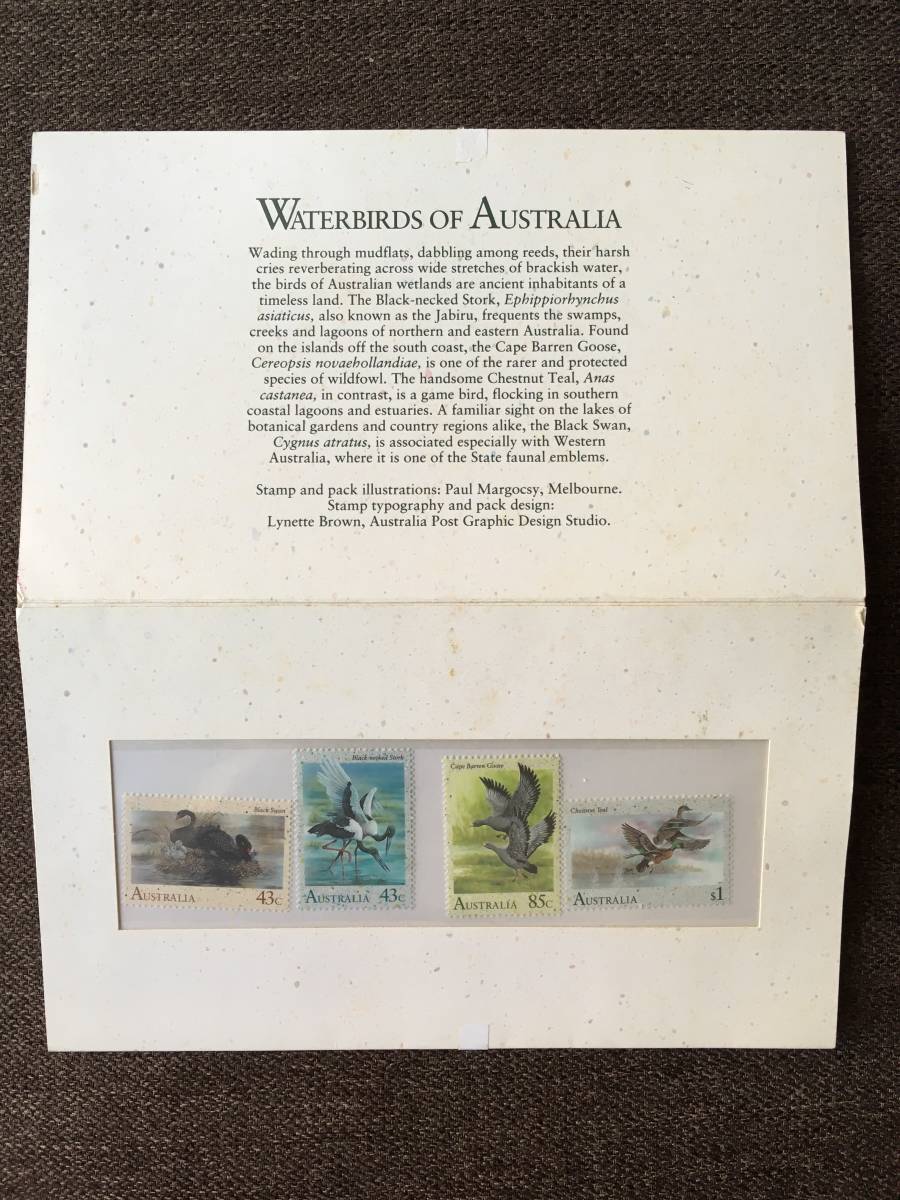 WATERBIRDS OF AUSTRALIA
Wading through mudflats, dabbling among reeds, their harsh
cries reverberating across wide stretches of brackish water,
the birds of Australian wetlands are ancient inhabitants of a
timeless land. The Black-necked Stork, Ephippiorhynchus
asiaticus, also known as the Jabiru, frequents the swamps,
creeks and lagoons of northern and eastern Australia. Found
on the islands off the south coast, the Cape Barren Goose,
Cereopsis novaehollandiae, is one of the rarer and protected
species of wildfowl. The handsome Chestnut Teal, Anas
castanea, in contrast, is a game bird, flocking in southern
coastal lagoons and estuaries. A familiar sight on the lakes of
botanical gardens and country regions alike, the Black Swan,
Cygnus atratus, is associated especially with Western
Australia, where it is one of the State faunal emblems.
Stamp and pack illustrations: Paul Margocsy, Melbourne.
Stamp typography and pack design:
Lynette Brown, Australia Post Graphic Design Studio.
Black Swan
AUSTRALIA 43c
Black-necked Stork
AUSTRALIA 43c
Cape Barren Goose
AUSTRALIA 85c
Chestnut Teal
AUSTRALIA $1